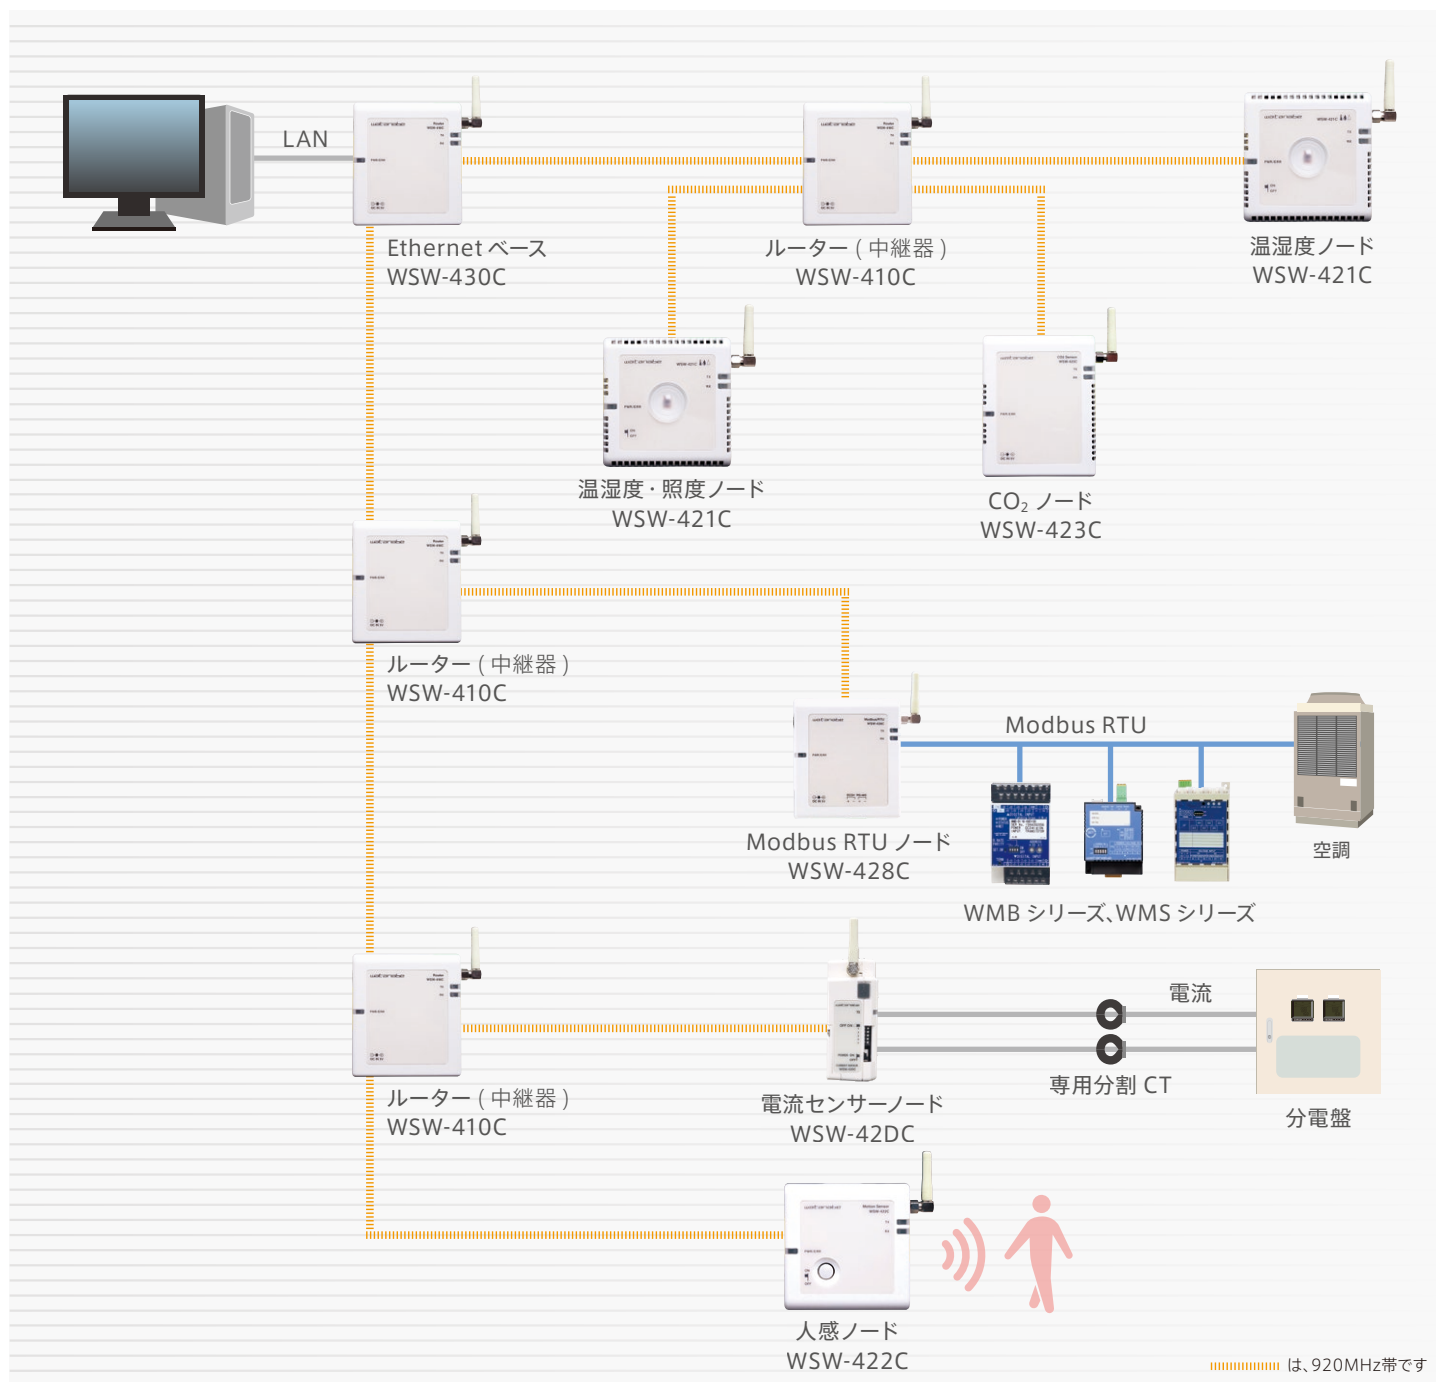 LAN
Ethernet ベース
WSW-430C
ルーター ( 中継器 )
WSW-410C
温湿度ノード
WSW-421C
温湿度・照度ノード
WSW-421C
CO₂ ノード
WSW-423C
ルーター ( 中継器 )
WSW-410C
Modbus RTU
Modbus RTU ノード
WSW-428C
空調
WMB シリーズ、WMS シリーズ
ルーター ( 中継器 )
WSW-410C
電流
専用分割 CT
電流センサーノード
WSW-42DC
分電盤
人感ノード
WSW-422C
は、920MHz帯です